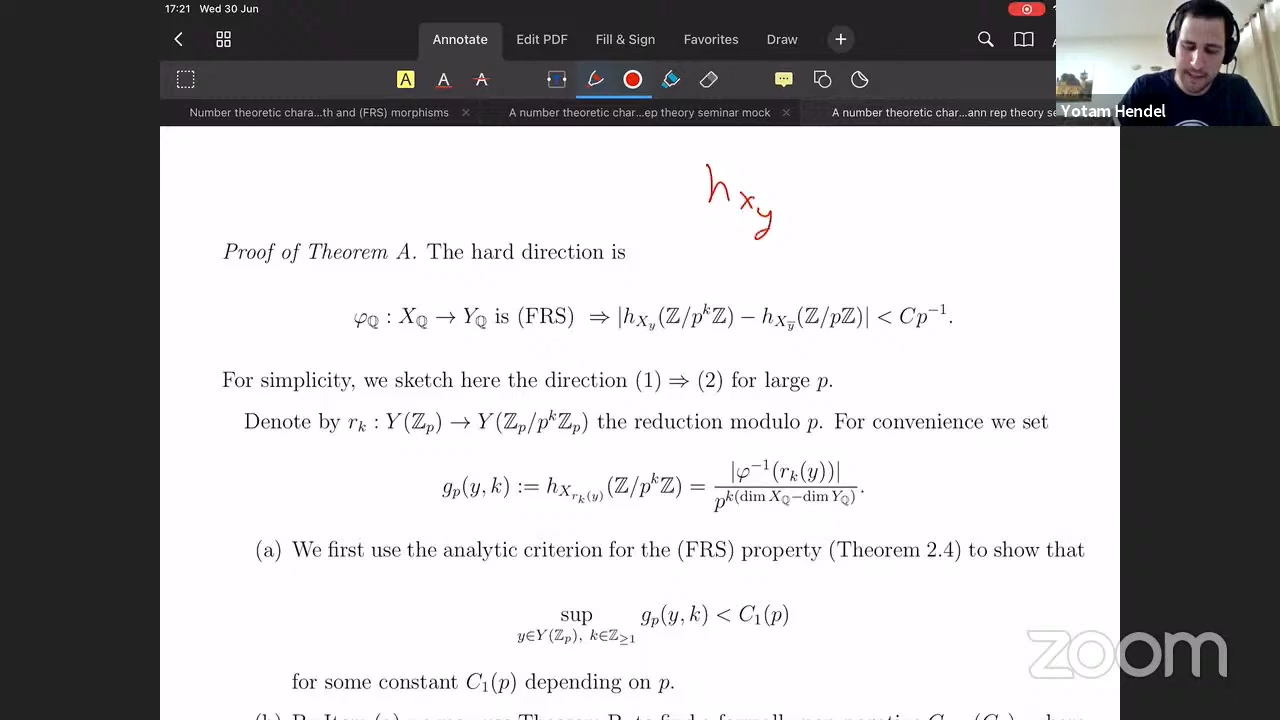 17:21 Wed 30 Jun
Annotate Edit PDF Fill & Sign Favorites Draw
Yotam Hendel
Number theoretic chara…th and (FRS) morphisms × A number theoretic char…ep theory seminar mock × A number theoretic char…ann rep theory se
h_{X_y}
Proof of Theorem A. The hard direction is
φ_ℚ : X_ℚ → Y_ℚ is (FRS) ⇒ |h_{X_y}(ℤ/p^kℤ) − h_{X_{\overline{y}}}(ℤ/pℤ)| < Cp^{−1}.
For simplicity, we sketch here the direction (1) ⇒ (2) for large p.
Denote by r_k : Y(ℤ_p) → Y(ℤ_p/p^kℤ_p) the reduction modulo p. For convenience we set
g_p(y, k) := h_{X_{r_k(y)}}(ℤ/p^kℤ) = |φ^{−1}(r_k(y))| / p^{k(dim X_ℚ−dim Y_ℚ)}.
(a) We first use the analytic criterion for the (FRS) property (Theorem 2.4) to show that
sup_{y∈Y(ℤ_p), k∈ℤ_{≥1}} g_p(y, k) < C_1(p)
for some constant C_1(p) depending on p.
zoom